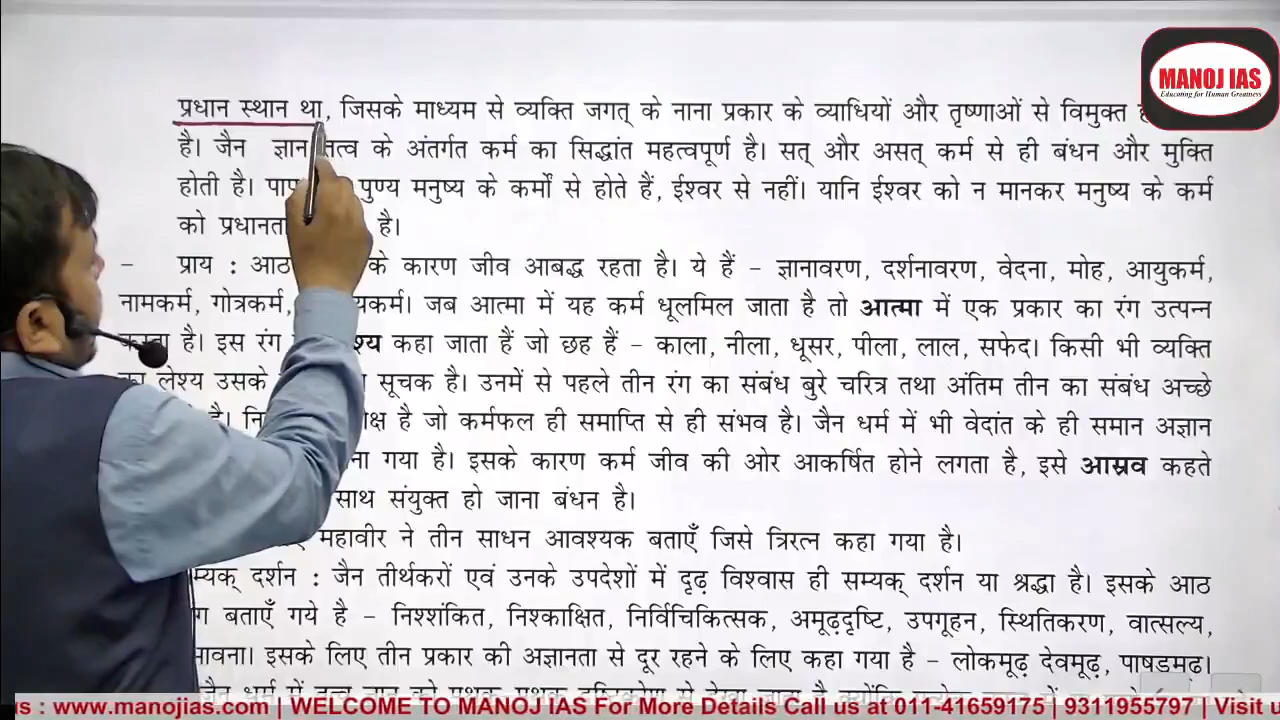 MANOJ IAS
Educating for Human Greatness
प्रधान स्थान था, जिसके माध्यम से व्यक्ति जगत् के नाना प्रकार के व्याधियों और तृष्णाओं से विमुक्त
है। जैन ज्ञान तत्व के अंतर्गत कर्म का सिद्धांत महत्वपूर्ण है। सत् और असत् कर्म से ही बंधन और मुक्ति
होती है। पाप पुण्य मनुष्य के कर्मों से होते हैं, ईश्वर से नहीं। यानि ईश्वर को न मानकर मनुष्य के कर्म
को प्रधानता है।
– प्राय : आठ के कारण जीव आबद्ध रहता है। ये हैं – ज्ञानावरण, दर्शनावरण, वेदना, मोह, आयुकर्म,
नामकर्म, गोत्रकर्म, जब आत्मा में यह कर्म धूलमिल जाता है तो आत्मा में एक प्रकार का रंग उत्पन्न
है। इस रंग कहा जाता हैं जो छह हैं – काला, नीला, धूसर, पीला, लाल, सफेद। किसी भी व्यक्ति
लेश्य उसके सूचक है। उनमें से पहले तीन रंग का संबंध बुरे चरित्र तथा अंतिम तीन का संबंध अच्छे
है जो कर्मफल ही समाप्ति से ही संभव है। जैन धर्म में भी वेदांत के ही समान अज्ञान
गया है। इसके कारण कर्म जीव की ओर आकर्षित होने लगता है, इसे आस्रव कहते
साथ संयुक्त हो जाना बंधन है।
महावीर ने तीन साधन आवश्यक बताएँ जिसे त्रिरत्न कहा गया है।
दर्शन : जैन तीर्थकरों एवं उनके उपदेशों में दृढ़ विश्वास ही सम्यक् दर्शन या श्रद्धा है। इसके आठ
बताएँ गये है – निश्शंकित, निश्काक्षित, निर्विचिकित्सक, अमूढ़दृष्टि, उपगूहन, स्थितिकरण, वात्सल्य,
इसके लिए तीन प्रकार की अज्ञानता से दूर रहने के लिए कहा गया है – लोकमूढ़ देवमूढ़, पाषडमढ़।
: www.manojias.com | WELCOME TO MANOJ IAS For More Details Call us at 011-41659175 | 9311955797 | Visit